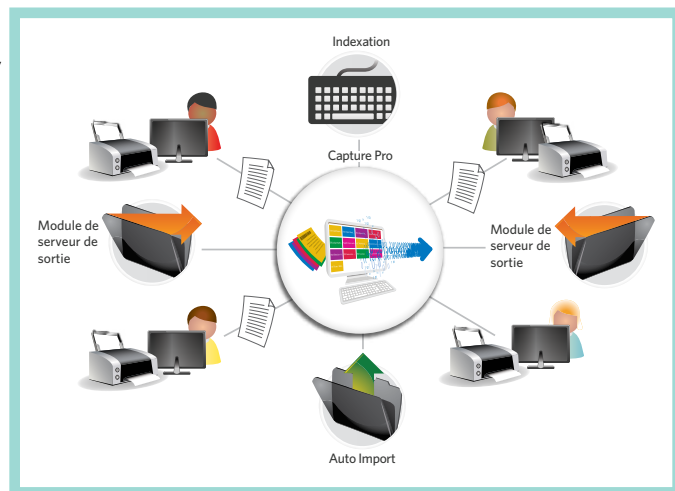 Indexation
Capture Pro
Module de
serveur de
sortie
Module de
serveur de
sortie
Auto Import